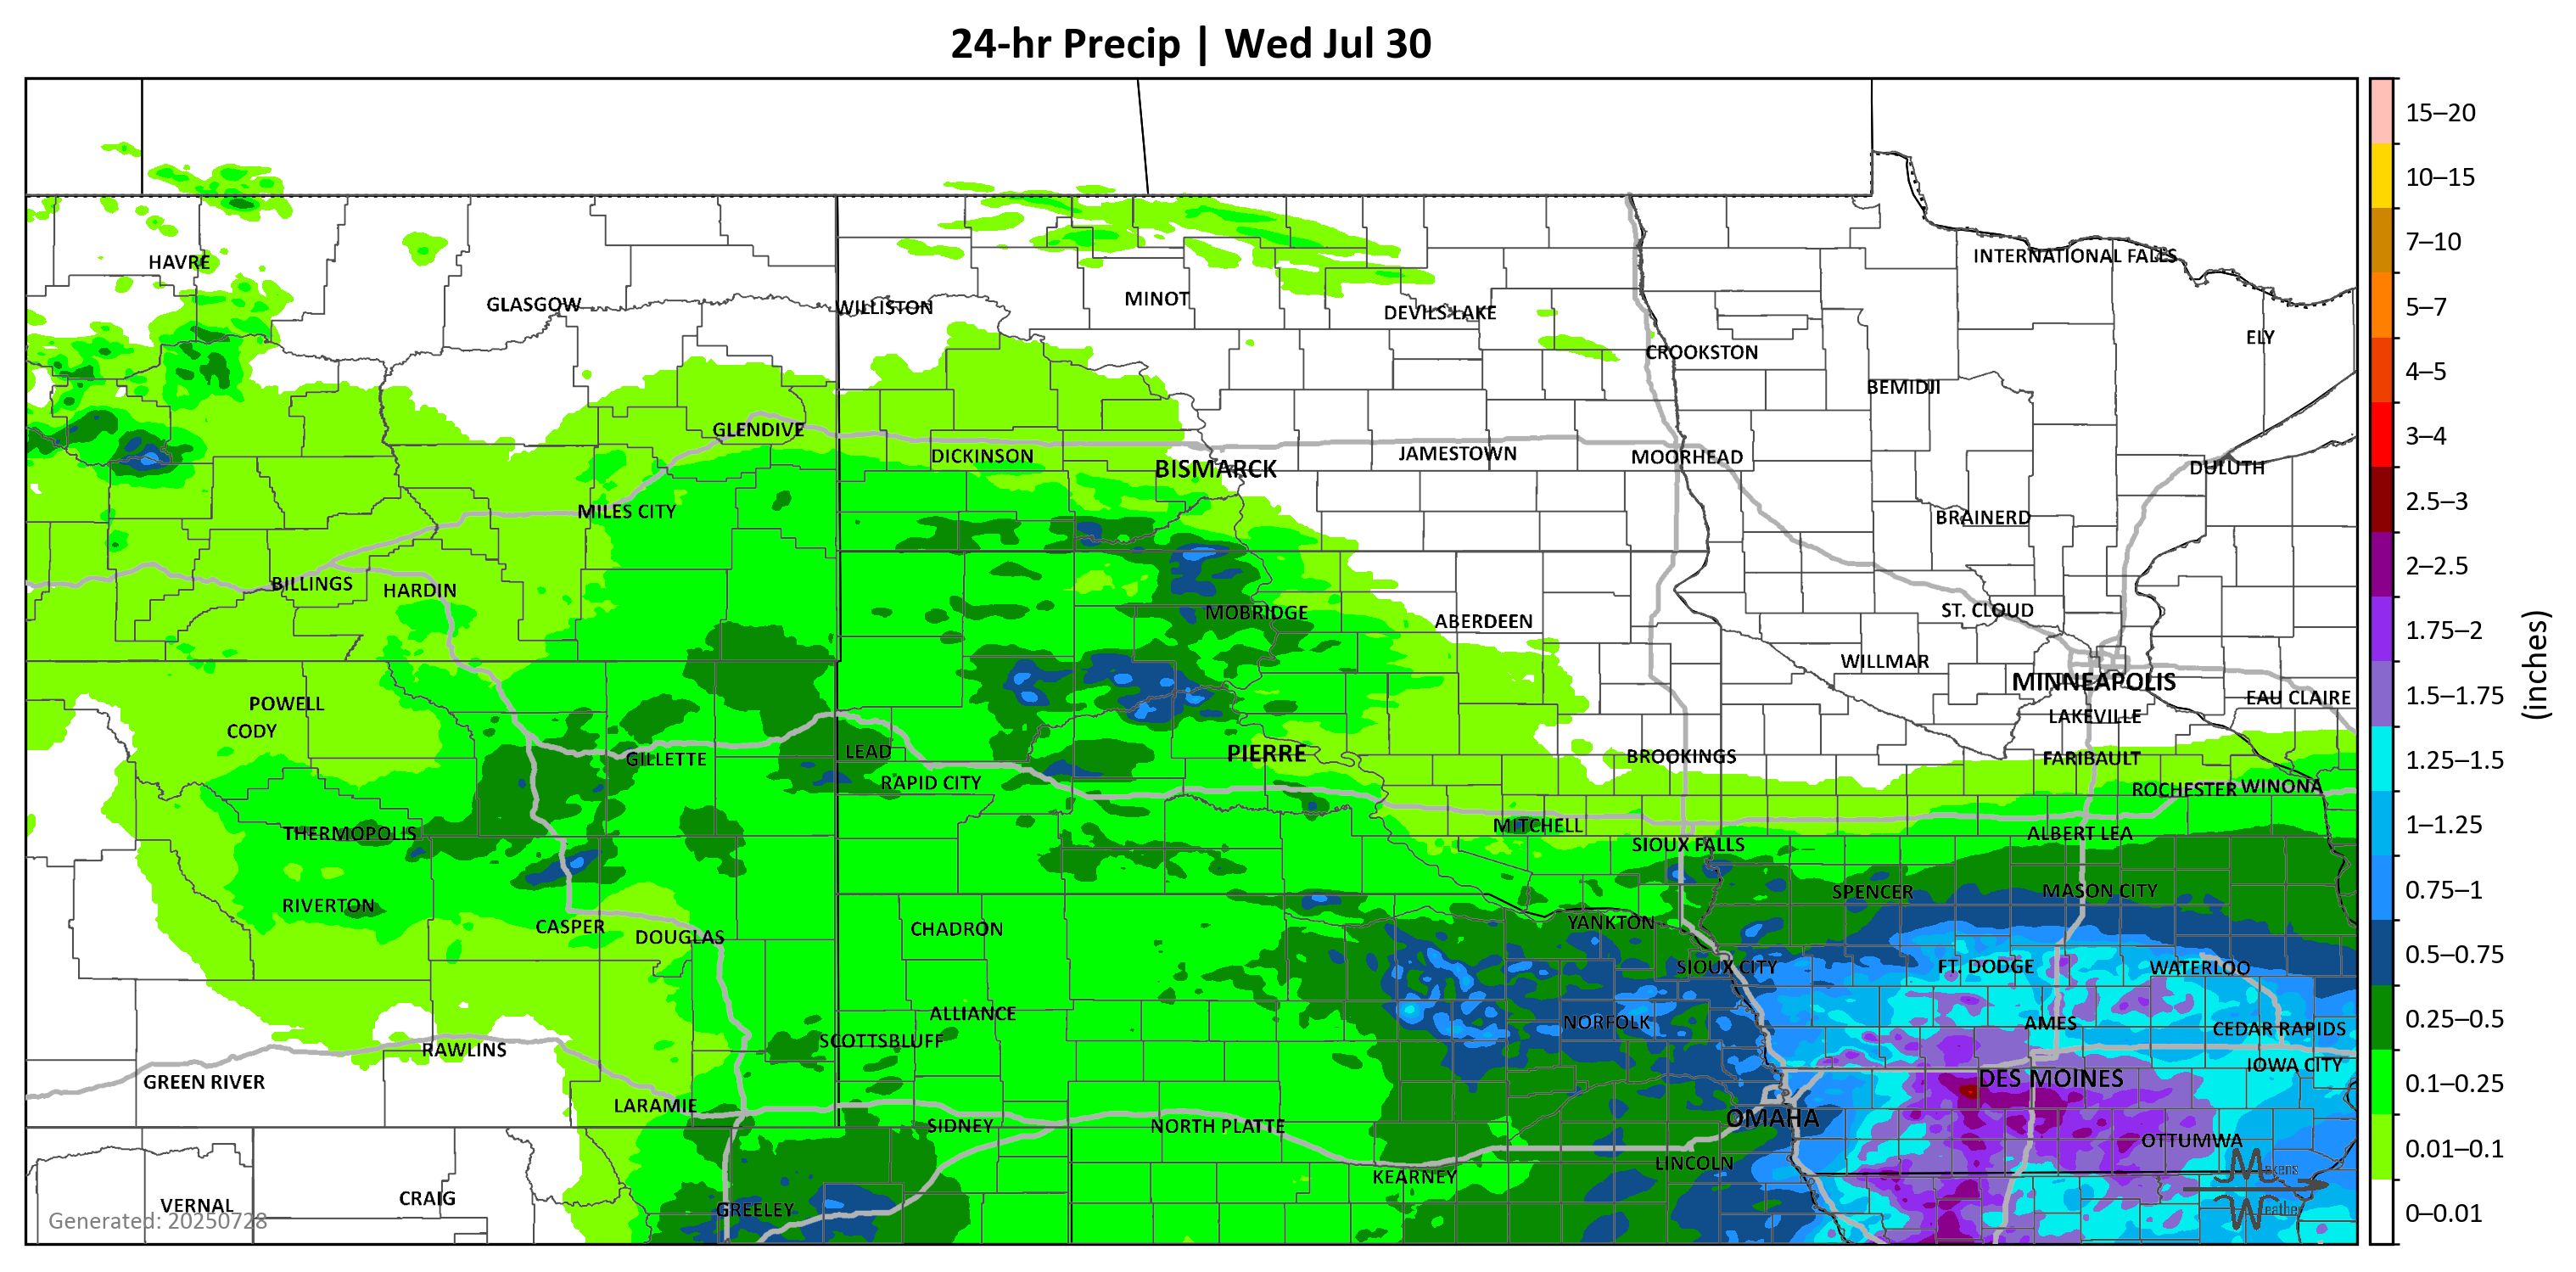 24-hr Precip | Wed Jul 30
15–20
10–15
7–10
5–7
4–5
3–4
2.5–3
2–2.5
1.75–2
1.5–1.75
1.25–1.5
1–1.25
0.75–1
0.5–0.75
0.25–0.5
0.1–0.25
0.01–0.1
0–0.01
(inches)
INTERNATIONAL FALLS
HAVRE
MINOT
GLASGOW
WILLISTON
DEVILS LAKE
ELY
CROOKSTON
BEMIDJI
GLENDIVE
DICKINSON
JAMESTOWN
MOORHEAD
BISMARCK
DULUTH
MILES CITY
BRAINERD
BILLINGS
HARDIN
MOBRIDGE
ST. CLOUD
ABERDEEN
WILLMAR
MINNEAPOLIS
EAU CLAIRE
POWELL
LAKEVILLE
CODY
LEAD
PIERRE
BROOKINGS
GILLETTE
FARIBAULT
RAPID CITY
ROCHESTER
WINONA
MITCHELL
THERMOPOLIS
ALBERT LEA
SIOUX FALLS
SPENCER
MASON CITY
RIVERTON
YANKTON
CASPER
CHADRON
DOUGLAS
SIOUX CITY
FT. DODGE
WATERLOO
ALLIANCE
NORFOLK
AMES
CEDAR RAPIDS
SCOTTSBLUFF
RAWLINS
IOWA CITY
GREEN RIVER
DES MOINES
LARAMIE
OMAHA
SIDNEY
NORTH PLATTE
OTTUMWA
LINCOLN
KEARNEY
Makens
CRAIG
VERNAL
GREELEY
Weather
Generated: 20250728